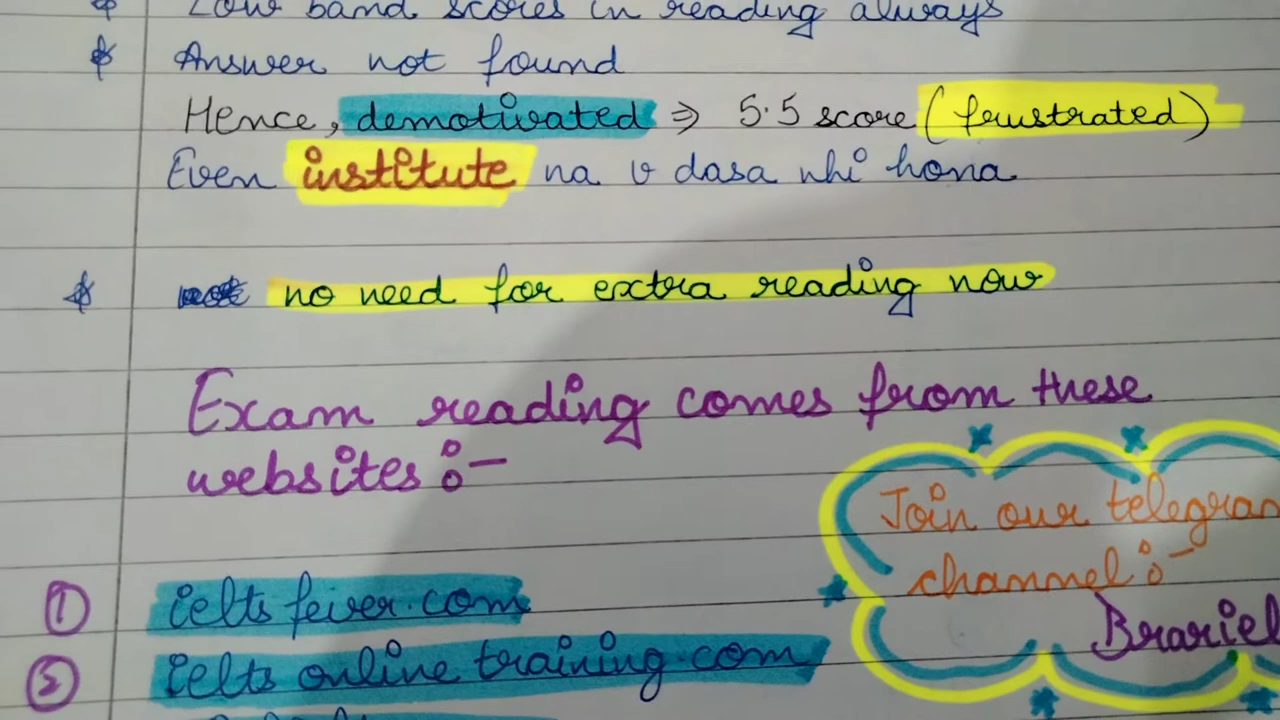 Low band scores in reading always
Answer not found
Hence, demotivated ⇒ 5.5 score (frustrated)
Even institute na v dasa nhi hona
no need for extra reading now
Exam reading comes from these
websites :-
Join our telegram
channel :-
Brariel
① ielts fever.com
② ielts online training.com